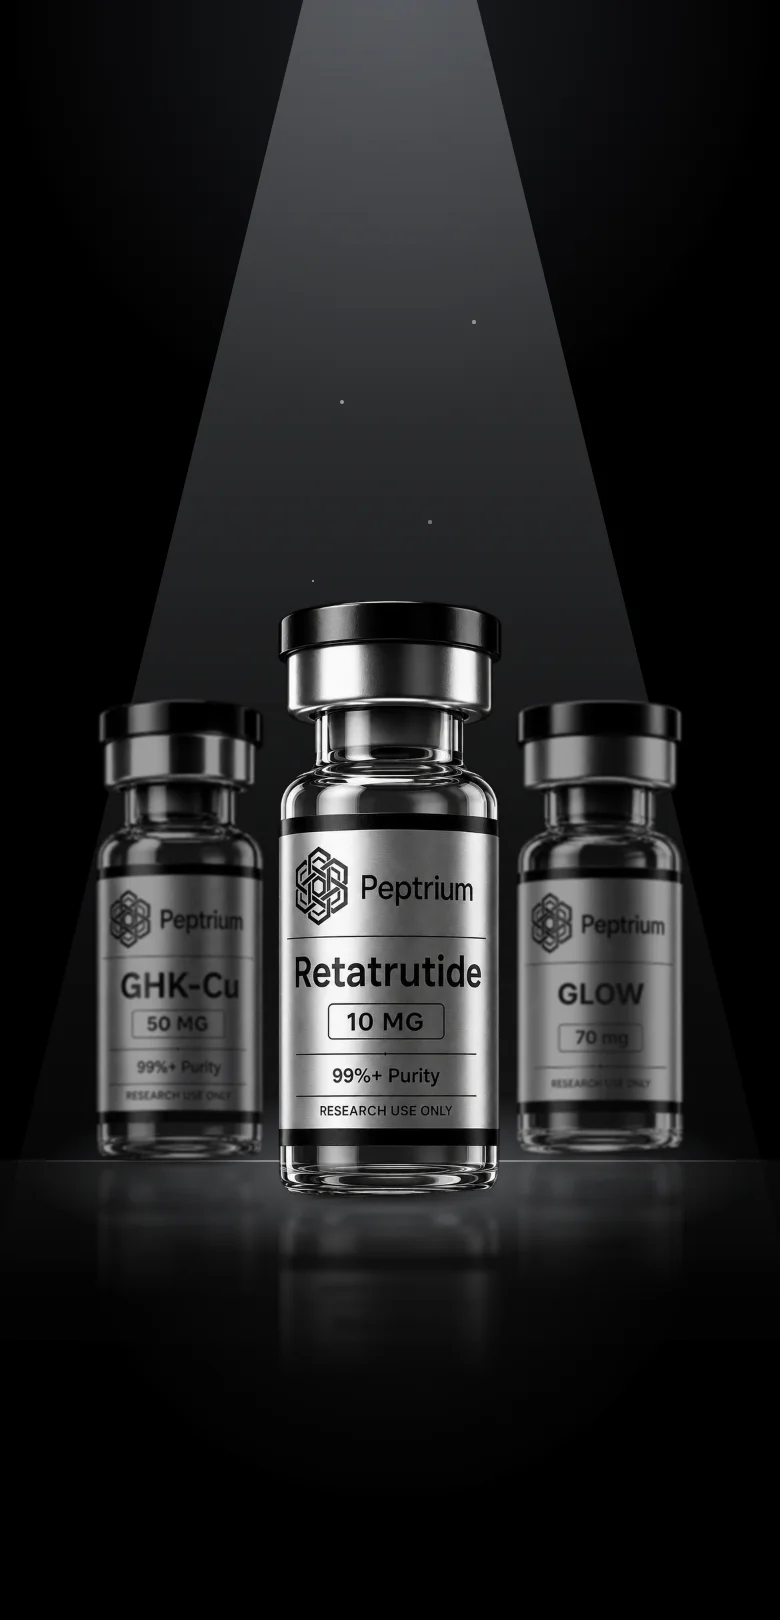 Peptrium
GHK-Cu
50 MG
99%+ Purity
RESEARCH USE ONLY
Peptrium
Retatrutide
10 MG
99%+ Purity
RESEARCH USE ONLY
Peptrium
GLOW
70 mg
RESEARCH USE ONLY